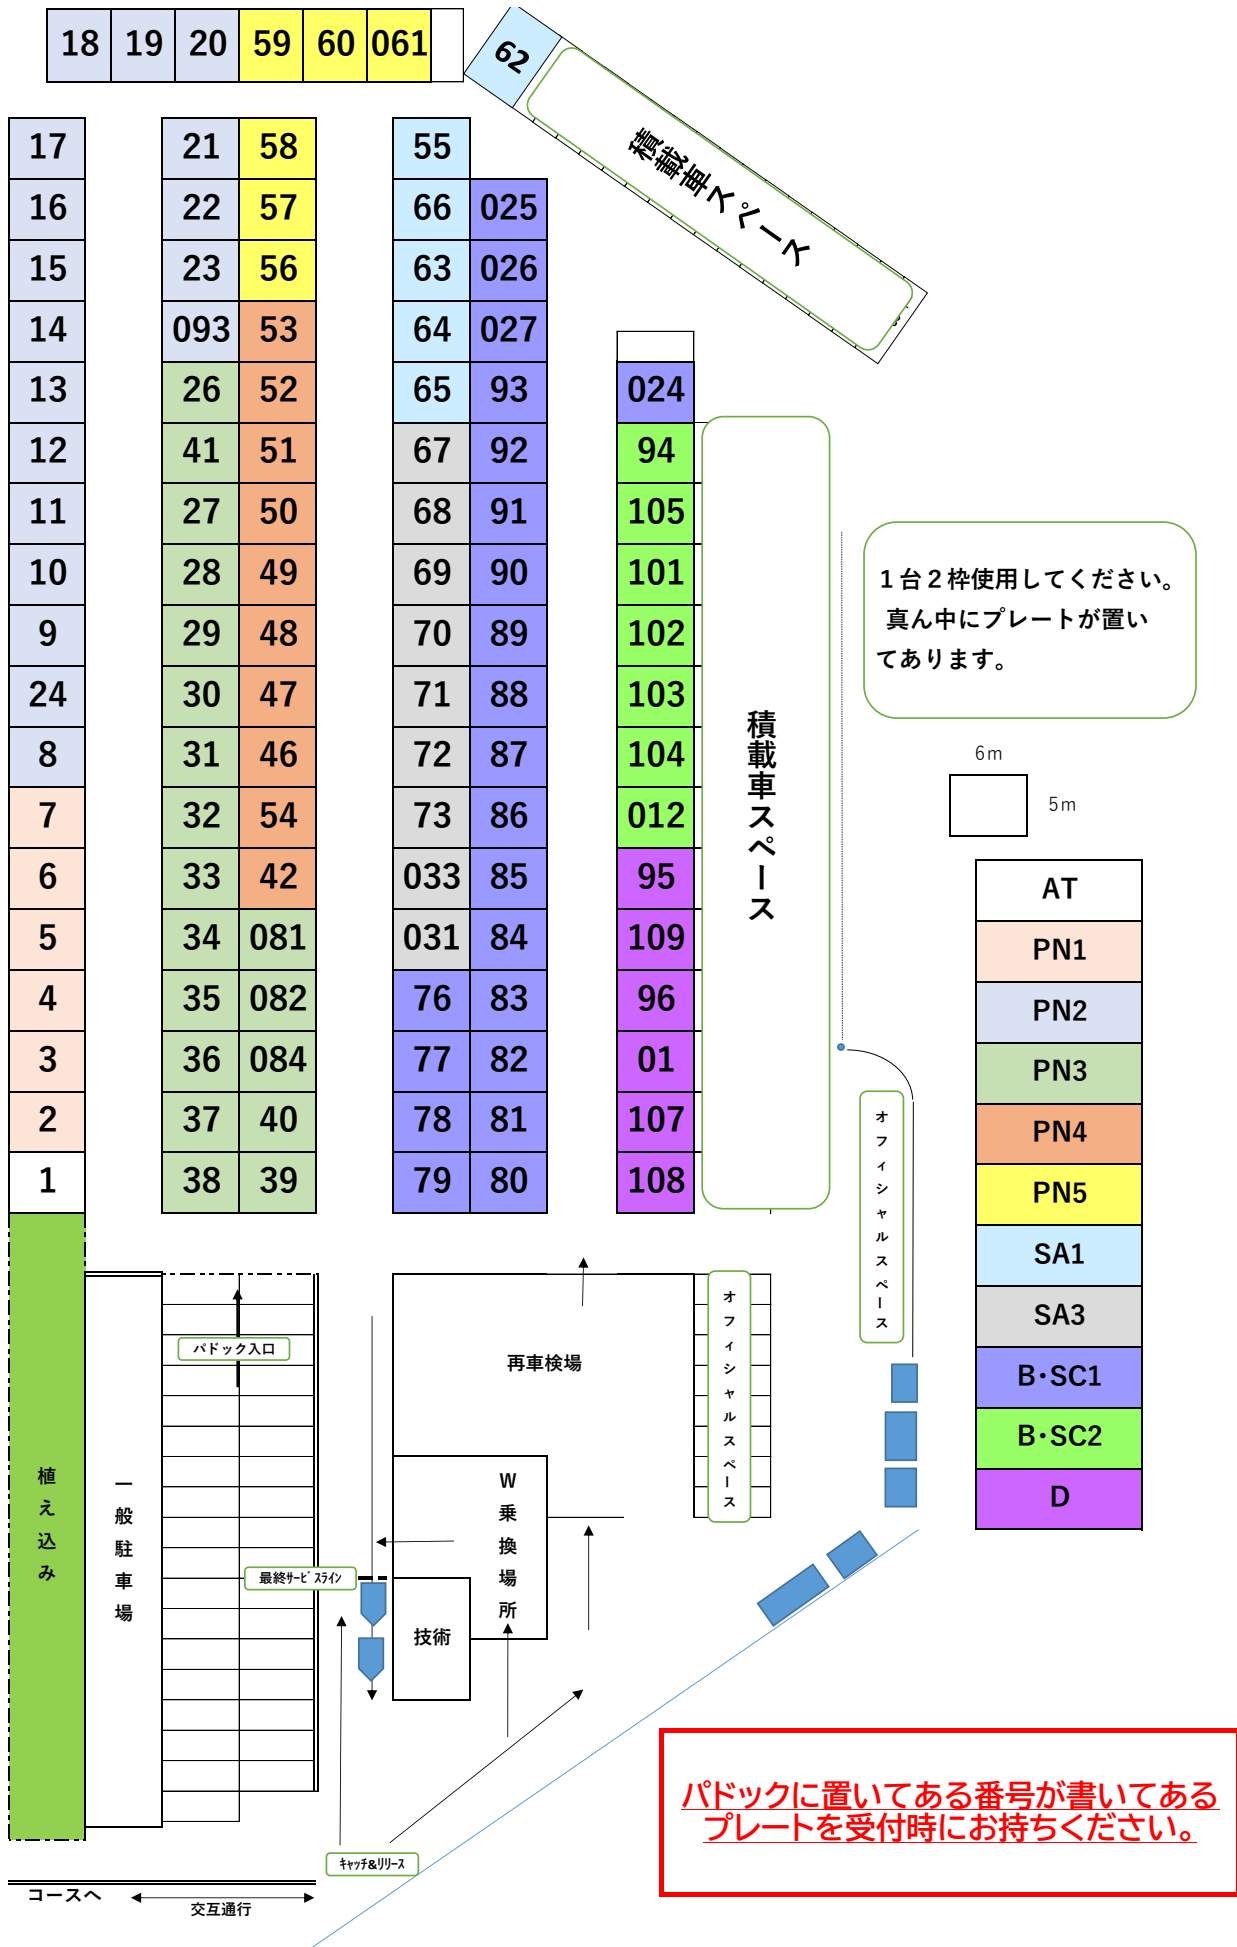 18 19 20 59 60 061
62
積載車スペース
17 21 58 55
16 22 57 66 025
15 23 56 63 026
14 093 53 64 027
13 26 52 65 93 024
12 41 51 67 92 94
11 27 50 68 91 105
10 28 49 69 90 101
9 29 48 70 89 102
24 30 47 71 88 103
8 31 46 72 87 104
7 32 54 73 86 012
6 33 42 033 85 95
5 34 081 031 84 109
4 35 082 76 83 96
3 36 084 77 82 01
2 37 40 78 81 107
1 38 39 79 80 108
積載車スペース
1台2枠使用してください。
真ん中にプレートが置い
てあります。
6m
5m
AT
PN1
PN2
PN3
PN4
PN5
SA1
SA3
B・SC1
B・SC2
D
オフィシャルスペース
オフィシャルスペース
パドック入口
再車検場
植え込み
一般駐車場
W乗換場所
最終サービスライン
技術
キャッチ&リリース
コースへ
交互通行
パドックに置いてある番号が書いてある
プレートを受付時にお持ちください。